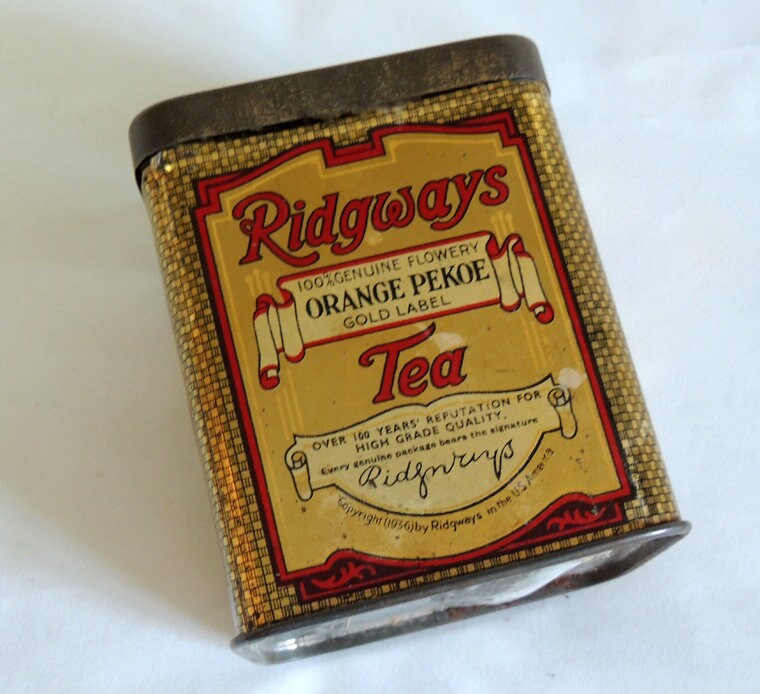 Ridgways
100% GENUINE FLOWERY
ORANGE PEKOE
GOLD LABEL
Tea
OVER 100 YEARS' REPUTATION FOR
HIGH GRADE QUALITY.
Every genuine package bears the signature
Ridgways
Copyright (1936) by Ridgways in the U.S. America